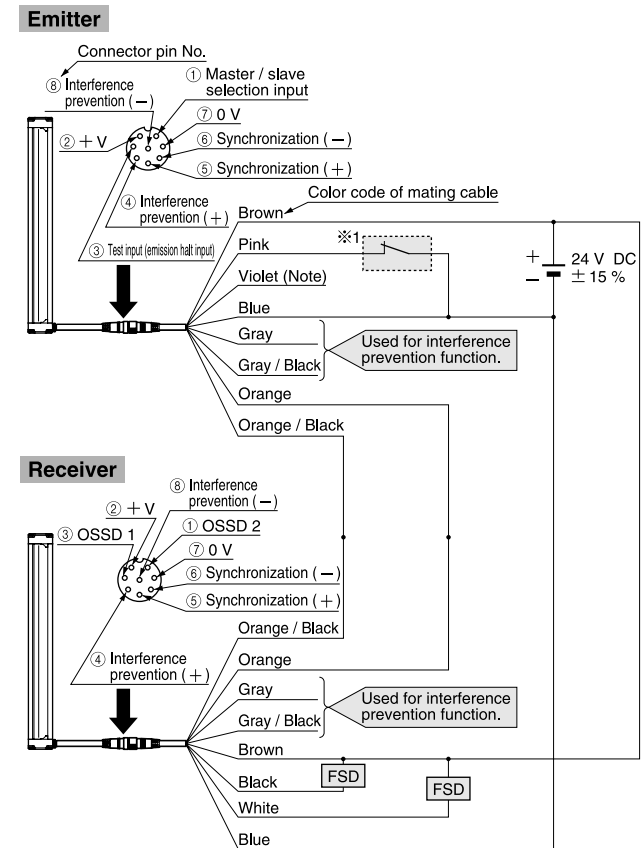 Emitter
Connector pin No.
⑧ Interference
prevention (−)
① Master / slave
selection input
⑦ 0 V
② + V
⑥ Synchronization (−)
⑤ Synchronization (+)
④ Interference
prevention (+)
③ Test input (emission halt input)
Color code of mating cable
Brown
Pink
※1
Violet (Note)
Blue
Gray
Gray / Black
Used for interference
prevention function.
Orange
Orange / Black
+
−
24 V DC
± 15 %
Receiver
⑧ Interference
prevention (−)
② + V
③ OSSD 1
① OSSD 2
⑦ 0 V
⑥ Synchronization (−)
⑤ Synchronization (+)
④ Interference
prevention (+)
Orange / Black
Orange
Gray
Gray / Black
Used for interference
prevention function.
Brown
Black
FSD
FSD
White
Blue